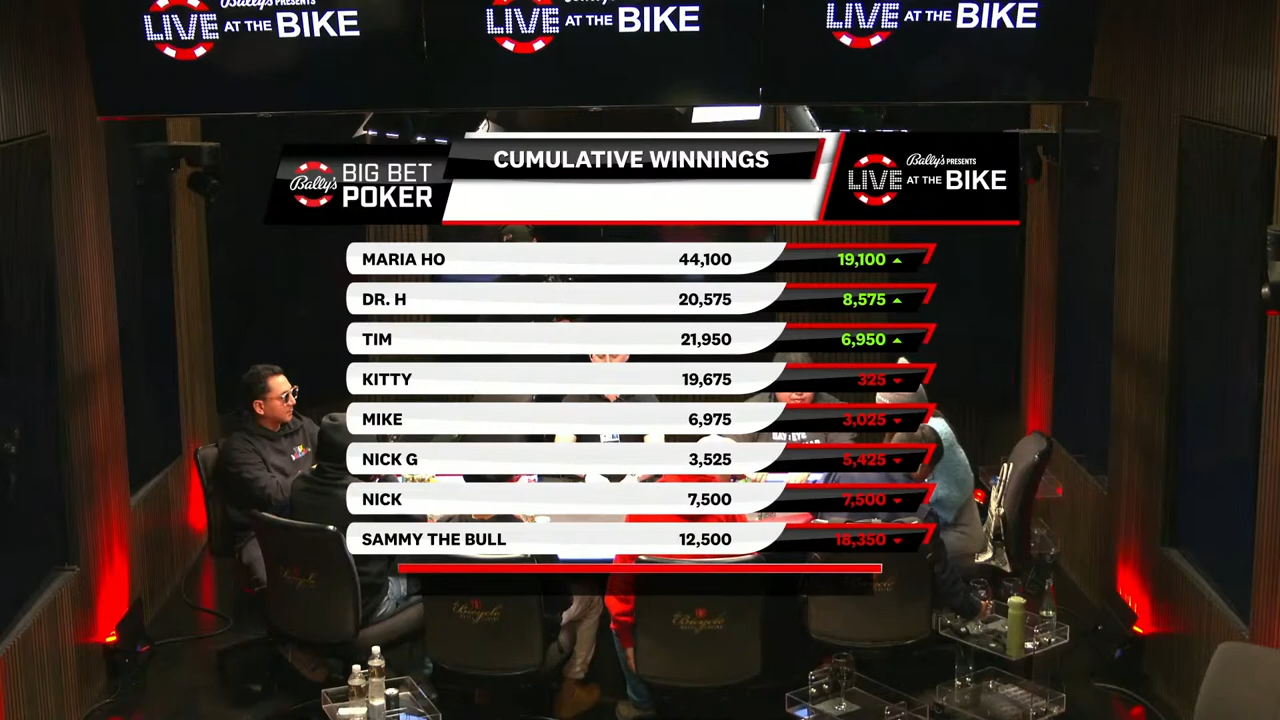 Bally's PRESENTS
LIVE AT THE BIKE
LIVE AT THE BIKE
LIVE AT THE BIKE
Bally's BIG BET POKER
CUMULATIVE WINNINGS
Bally's PRESENTS
LIVE AT THE BIKE
MARIA HO 44,100 19,100
DR. H 20,575 8,575
TIM 21,950 6,950
KITTY 19,675 325
MIKE 6,975 3,025
NICK G 3,525 5,425
NICK 7,500 7,500
SAMMY THE BULL 12,500 18,350
Bicycle
Bicycle